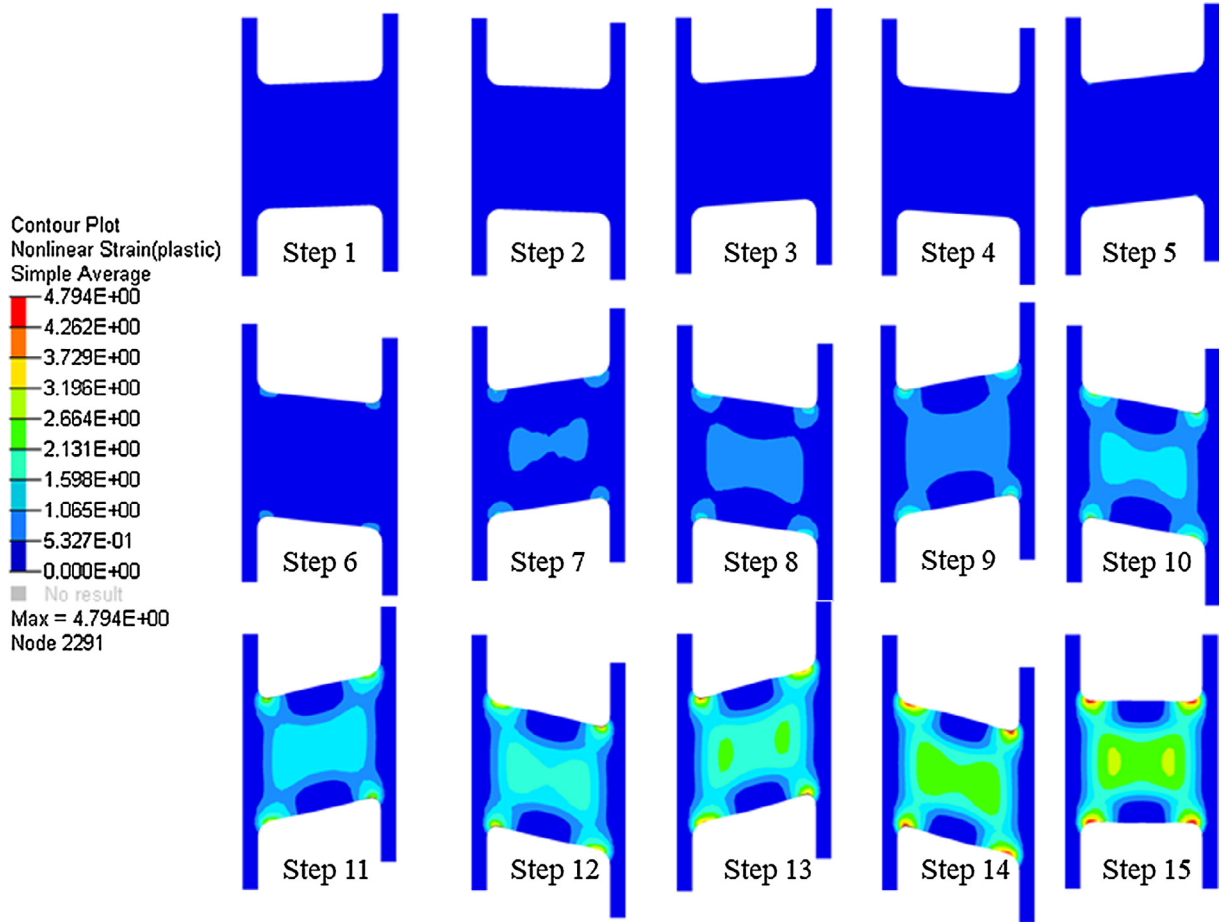 Step 1
Step 2
Step 3
Step 4
Step 5
Contour Plot
Nonlinear Strain(plastic)
Simple Average
4.794E+00
4.262E+00
3.729E+00
3.196E+00
2.664E+00
2.131E+00
1.598E+00
1.065E+00
5.327E-01
0.000E+00
No result
Max = 4.794E+00
Node 2291
Step 6
Step 7
Step 8
Step 9
Step 10
Step 11
Step 12
Step 13
Step 14
Step 15